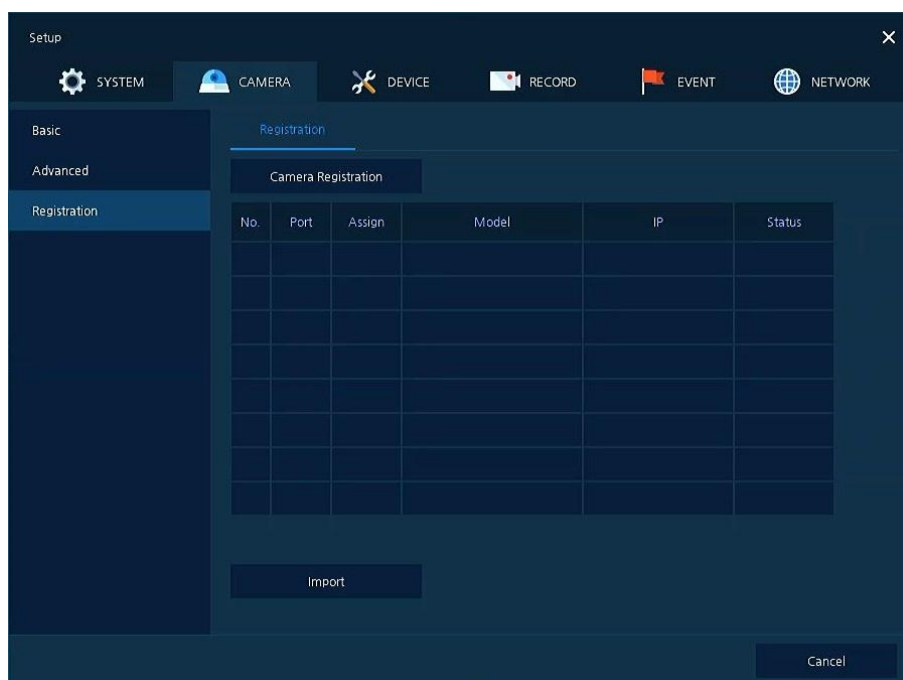 Setup
SYSTEM CAMERA DEVICE RECORD EVENT NETWORK
Basic
Advanced
Registration
Registration
Camera Registration
No. Port Assign Model IP Status
Import
Cancel